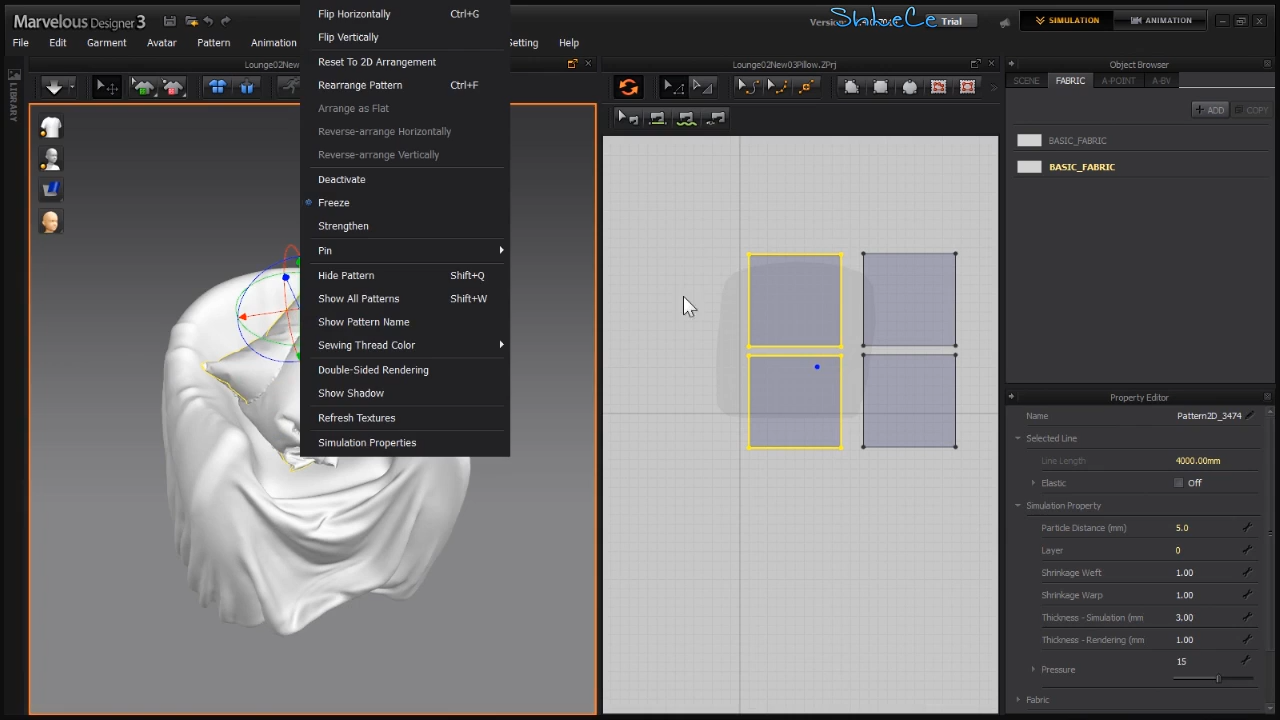 Marvelous Designer 3
Version
Trial
SIMULATION
ANIMATION
File
Edit
Garment
Avatar
Pattern
Animation
Help
Lounge02New03Pillow.ZPrj
Object Browser
LIBRARY
SCENE
FABRIC
A-POINT
ADD
COPY
BASIC_FABRIC
BASIC_FABRIC
Flip Horizontally Ctrl+G
Flip Vertically
Reset To 2D Arrangement
Rearrange Pattern Ctrl+F
Arrange as Flat
Reverse-arrange Horizontally
Reverse-arrange Vertically
Deactivate
Freeze
Strengthen
Pin
Hide Pattern Shift+Q
Show All Patterns Shift+W
Show Pattern Name
Sewing Thread Color
Double-Sided Rendering
Show Shadow
Refresh Textures
Simulation Properties
Property Editor
Name Pattern2D_3474
Selected Line
Line Length 4000.00mm
Elastic Off
Simulation Property
Particle Distance (mm) 5.0
Layer 0
Shrinkage Weft 1.00
Shrinkage Warp 1.00
Thickness - Simulation (mm 3.00
Thickness - Rendering (mm 1.00
Pressure 15
Fabric